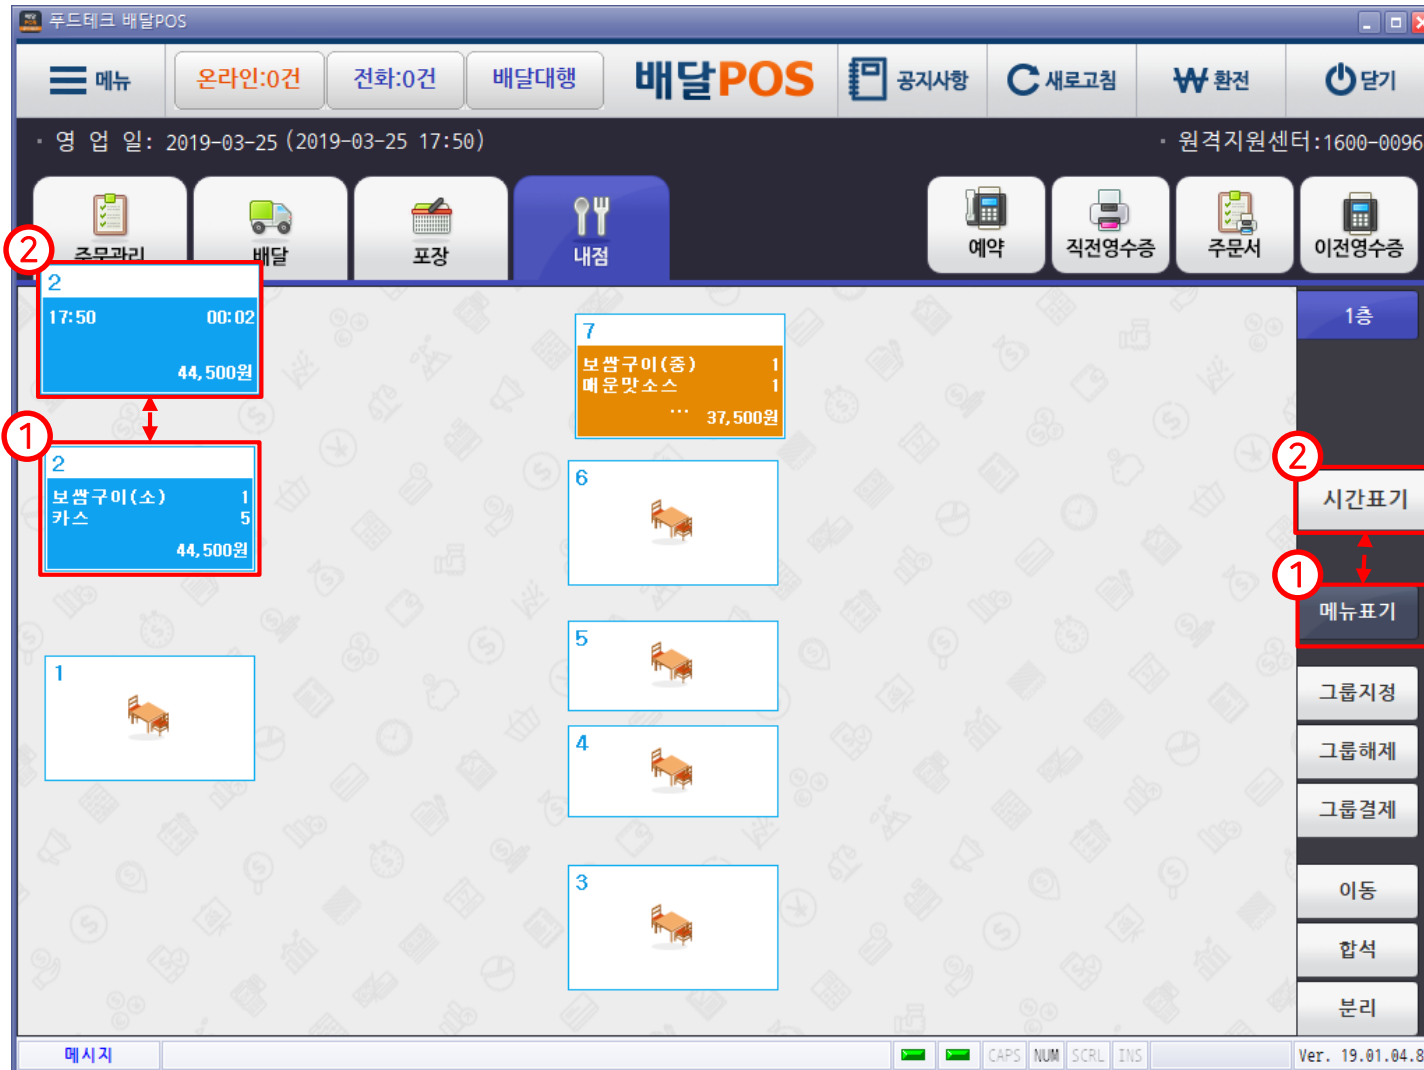 푸드테크 배달POS
메뉴
온라인:0건
전화:0건
배달대행
배달POS
공지사항
새로고침
환전
닫기
영 업 일: 2019-03-25 (2019-03-25 17:50)
원격지원센터:1600-0096
주문관리
배달
포장
내점
예약
직전영수증
주문서
이전영수증
②
2
17:50 00:02
44,500원
①
2
보쌈구이(소) 1
카스 5
44,500원
1
7
보쌈구이(중) 1
매운맛소스 1
... 37,500원
6
5
4
3
1층
②
시간표기
①
메뉴표기
그룹지정
그룹해제
그룹결제
이동
합석
분리
메시지
CAPS NUM SCRL INS
Ver. 19.01.04.8